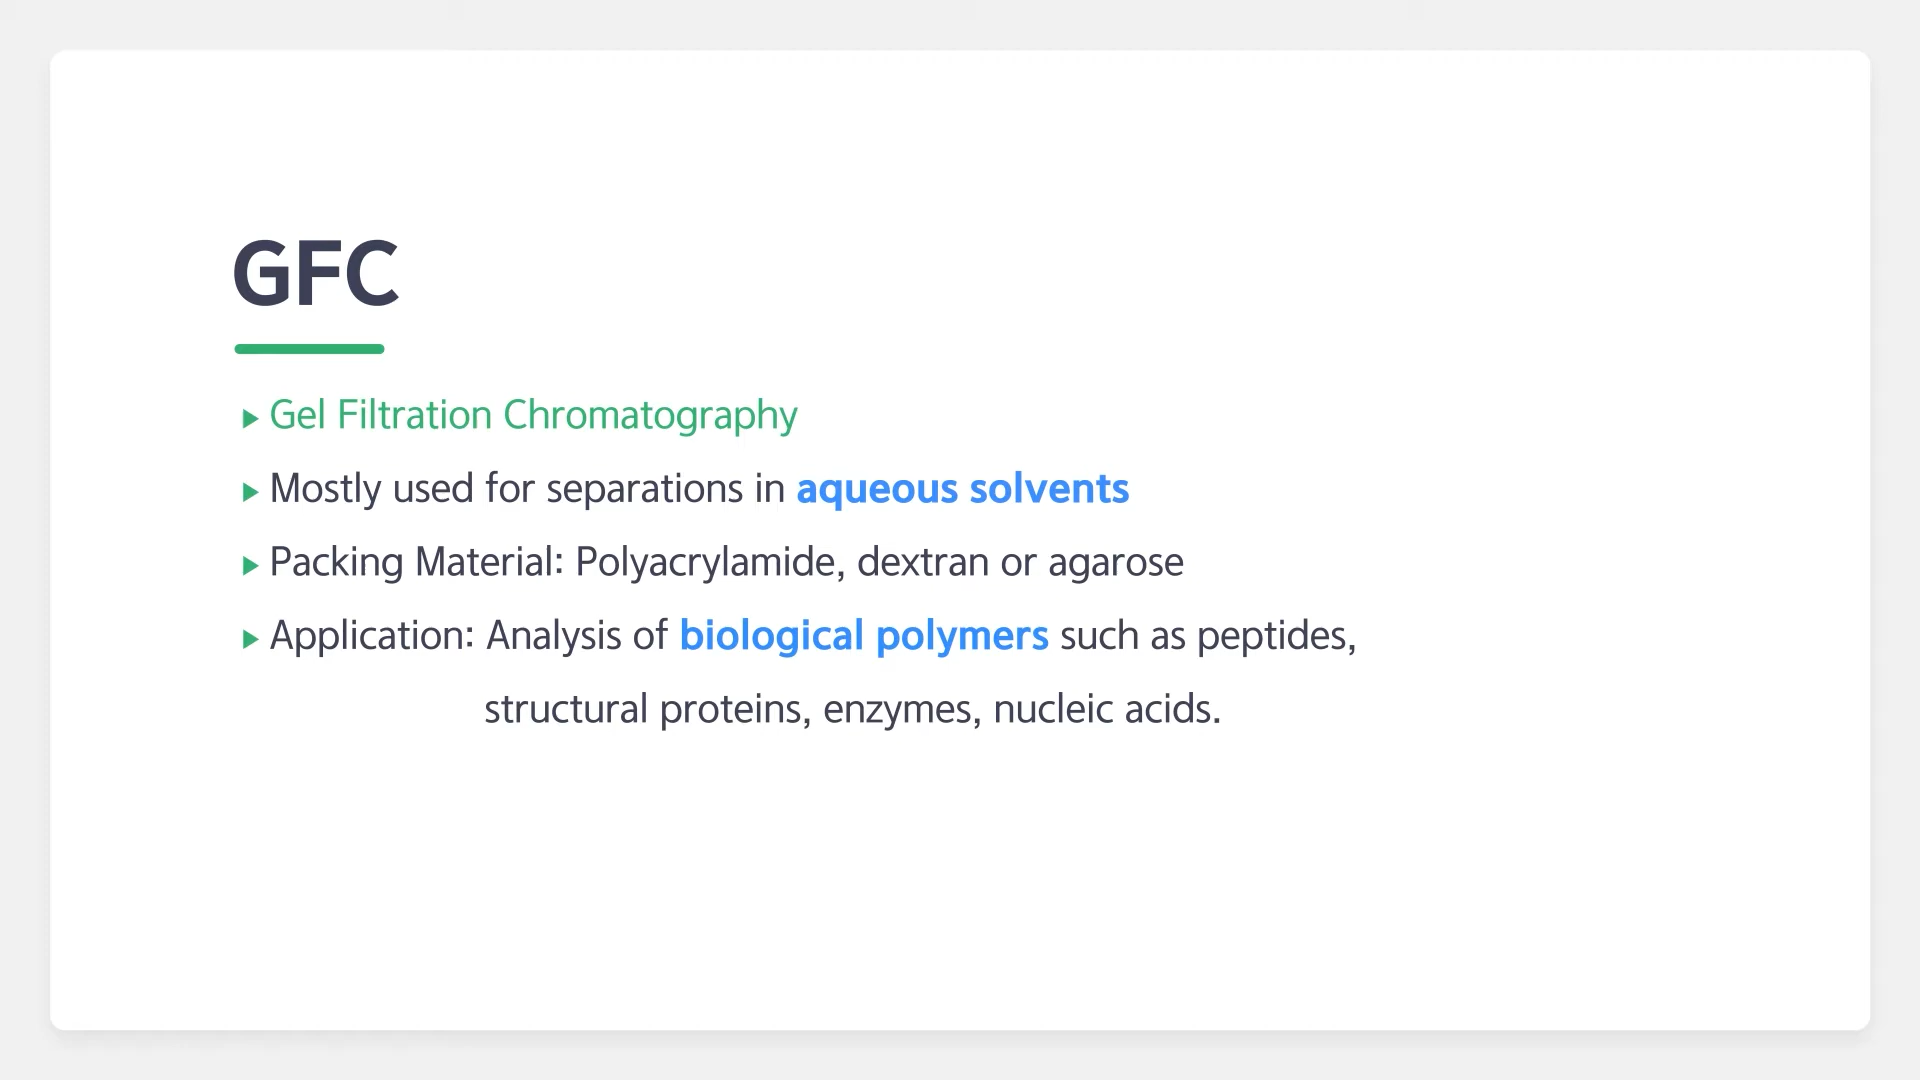 GFC
▶ Gel Filtration Chromatography
▶ Mostly used for separations in aqueous solvents
▶ Packing Material: Polyacrylamide, dextran or agarose
▶ Application: Analysis of biological polymers such as peptides,
structural proteins, enzymes, nucleic acids.